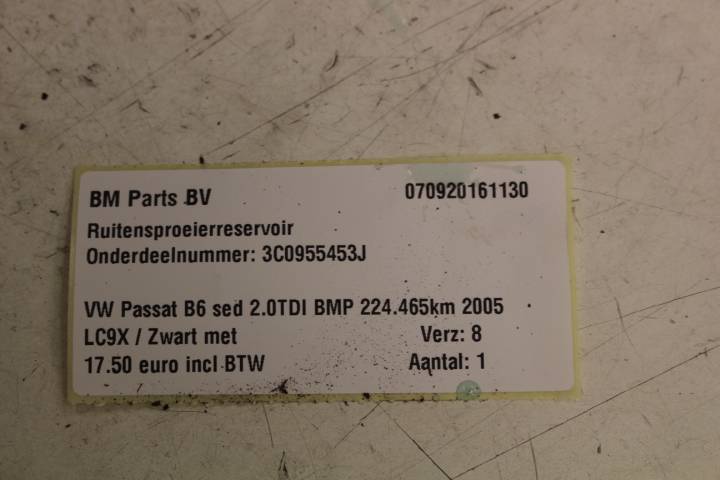 BM Parts BV 070920161130
Ruitensproeierreservoir
Onderdeelnummer: 3C0955453J
VW Passat B6 sed 2.0TDI BMP 224.465km 2005
LC9X / Zwart met Verz: 8
17.50 euro incl BTW Aantal: 1